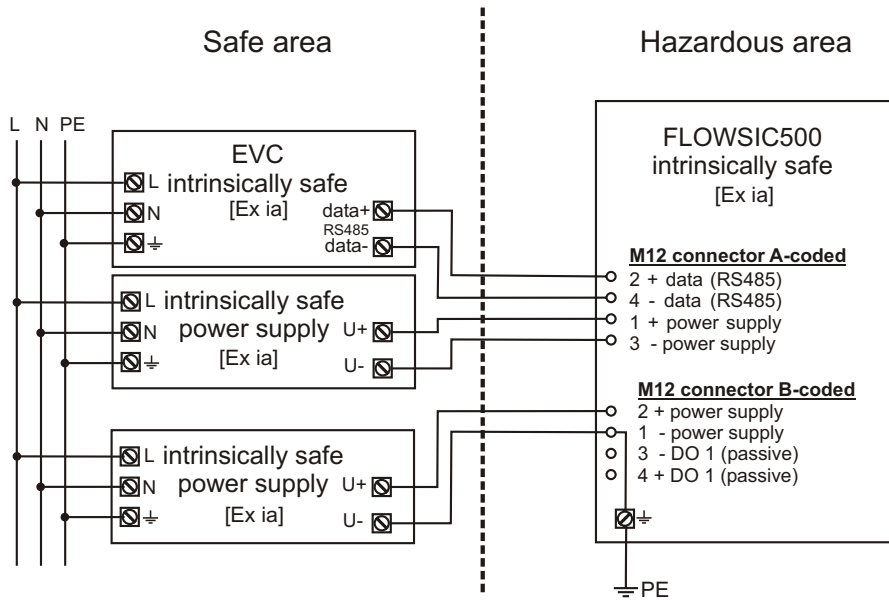 Safe area
Hazardous area
L N PE
EVC
intrinsically safe
[Ex ia]
L
N
data+
RS485
data-
FLOWSIC500
intrinsically safe
[Ex ia]
M12 connector A-coded
2 + data (RS485)
4 - data (RS485)
1 + power supply
3 - power supply
L
intrinsically safe
N
power supply
[Ex ia]
U+
U-
M12 connector B-coded
2 + power supply
1 - power supply
3 - DO 1 (passive)
4 + DO 1 (passive)
L
intrinsically safe
N
power supply
[Ex ia]
U+
U-
PE